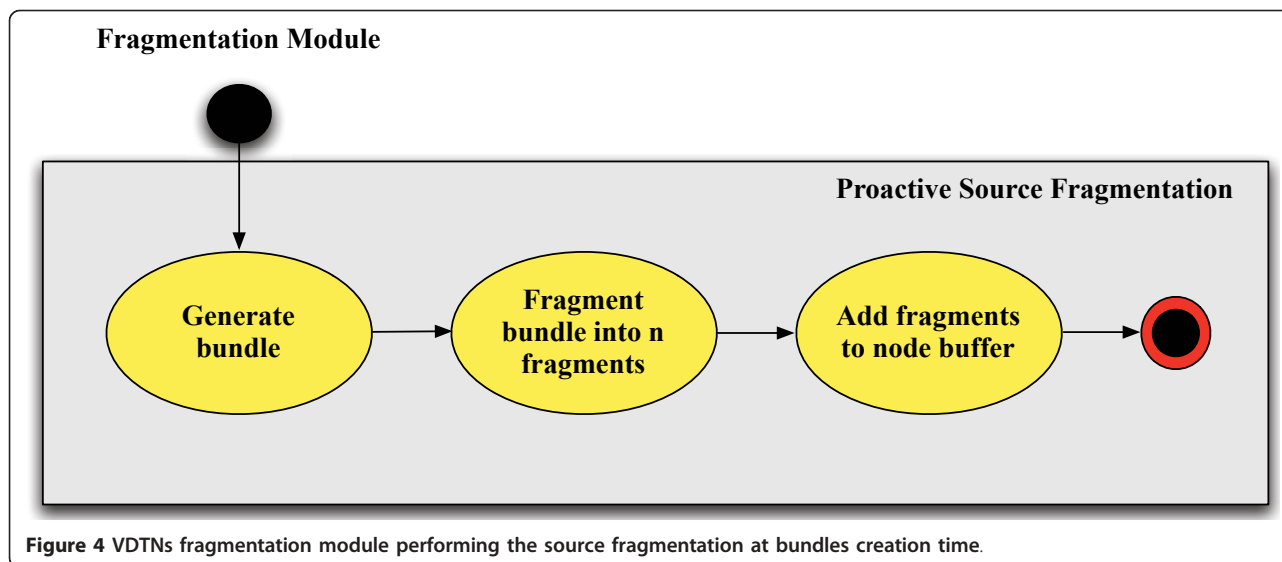 Fragmentation Module
Proactive Source Fragmentation
Generate
bundle
Fragment
bundle into n
fragments
Add fragments
to node buffer
Figure 4 VDTNs fragmentation module performing the source fragmentation at bundles creation time.